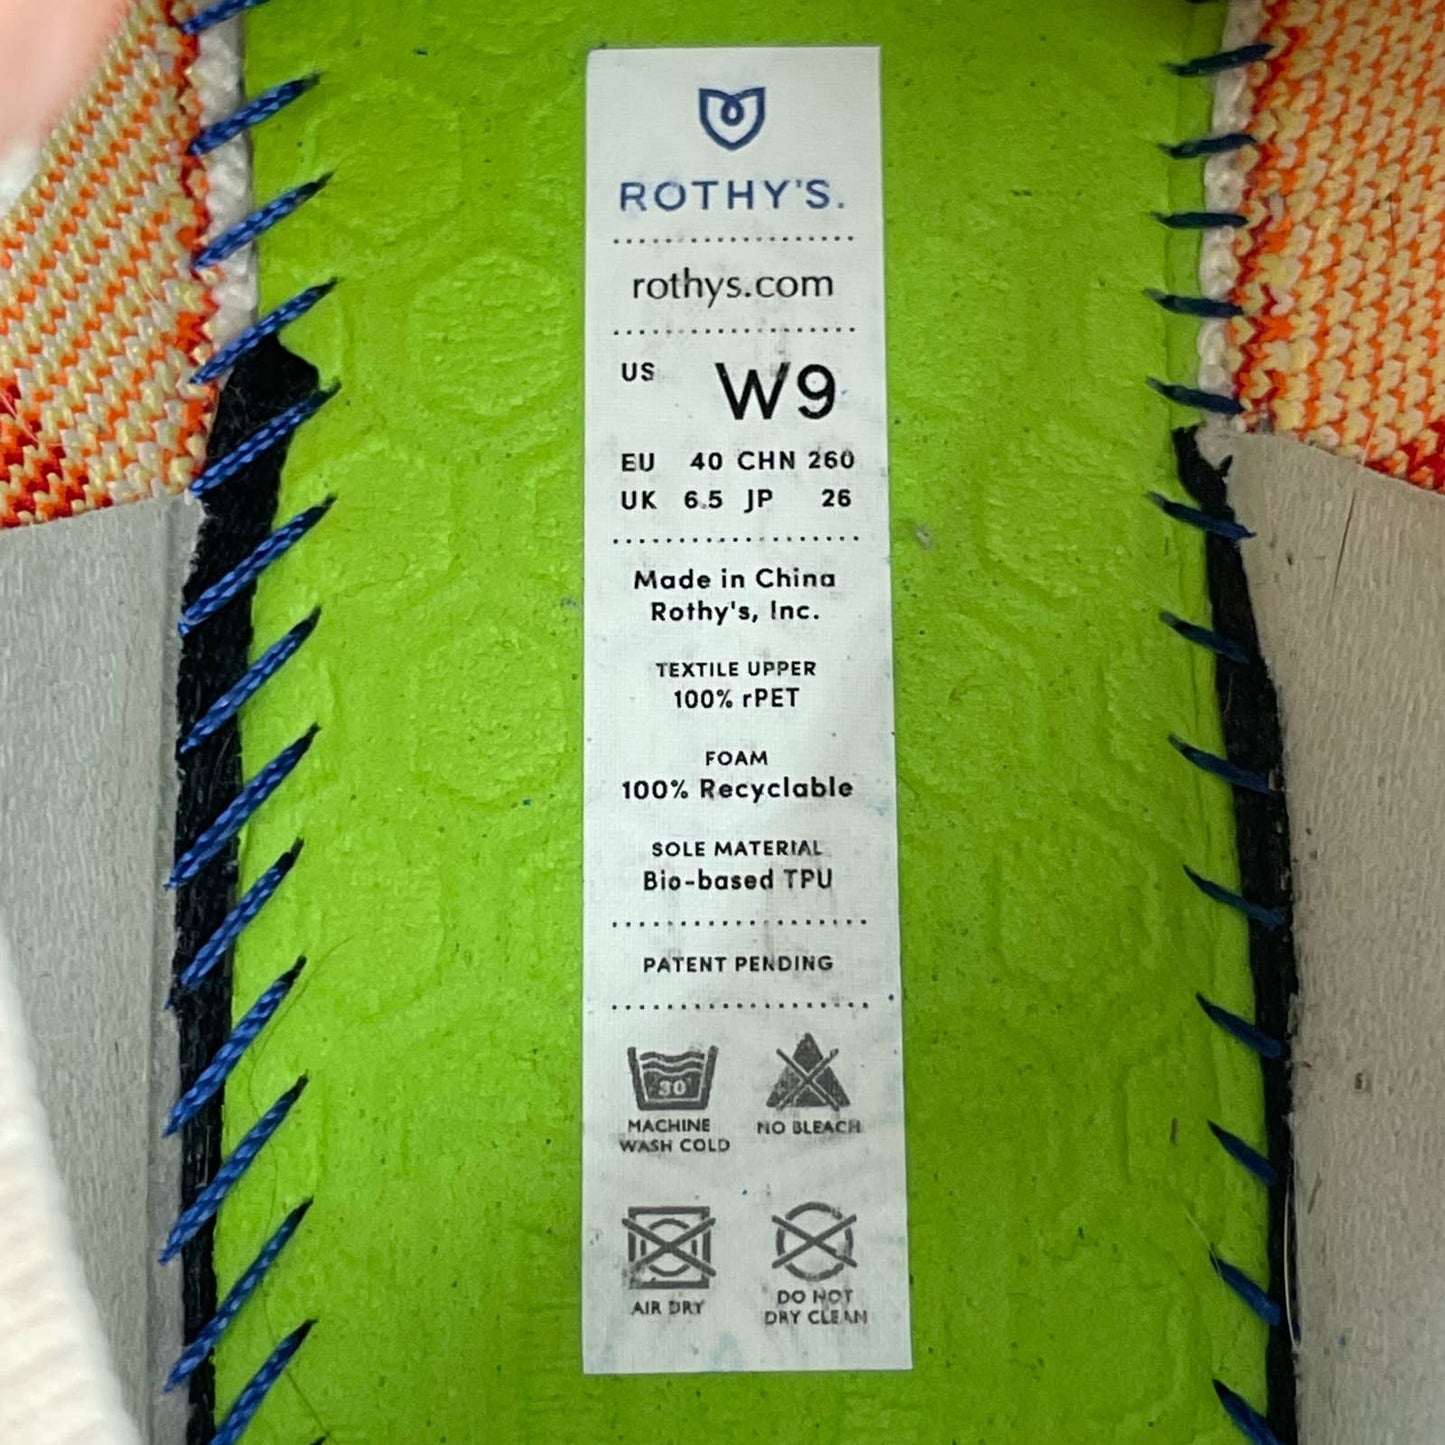 ROTHY'S.
rothys.com
US W9
EU 40 CHN 260
UK 6.5 JP 26
Made in China
Rothy's, Inc.
TEXTILE UPPER
100% rPET
FOAM
100% Recyclable
SOLE MATERIAL
Bio-based TPU
PATENT PENDING
30°
MACHINE
WASH COLD
NO BLEACH
AIR DRY
DO NOT
DRY CLEAN